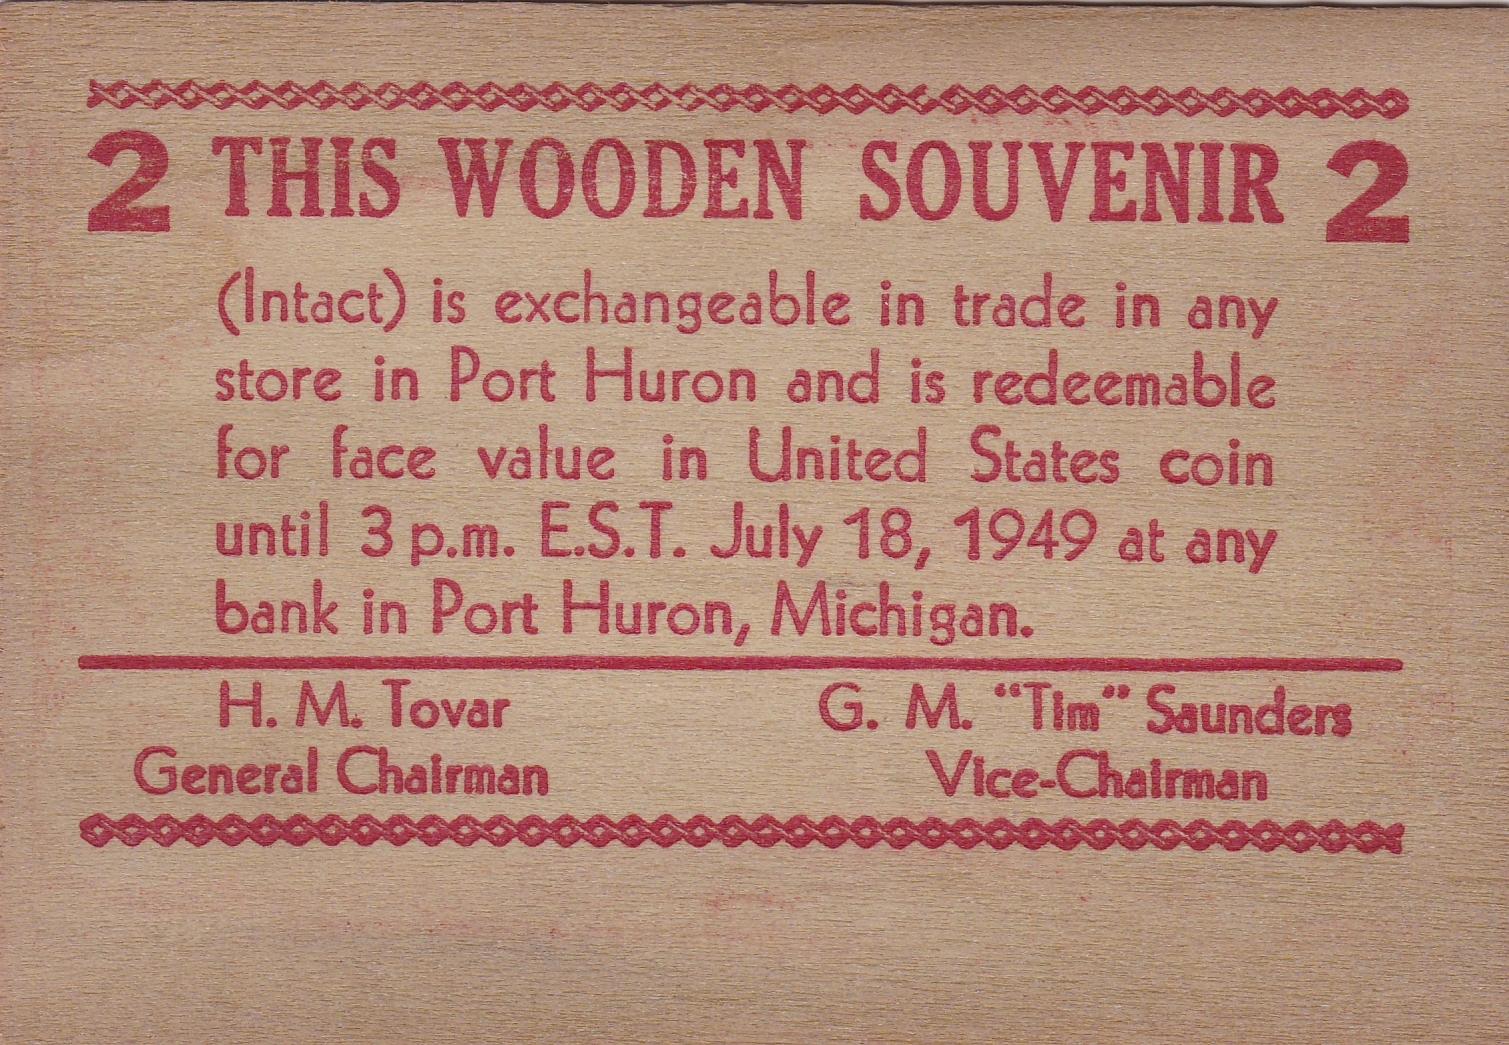 2 THIS WOODEN SOUVENIR 2
(Intact) is exchangeable in trade in any
store in Port Huron and is redeemable
for face value in United States coin
until 3 p.m. E.S.T. July 18, 1949 at any
bank in Port Huron, Michigan.
H. M. Tovar
General Chairman
G. M. “Tim” Saunders
Vice-Chairman